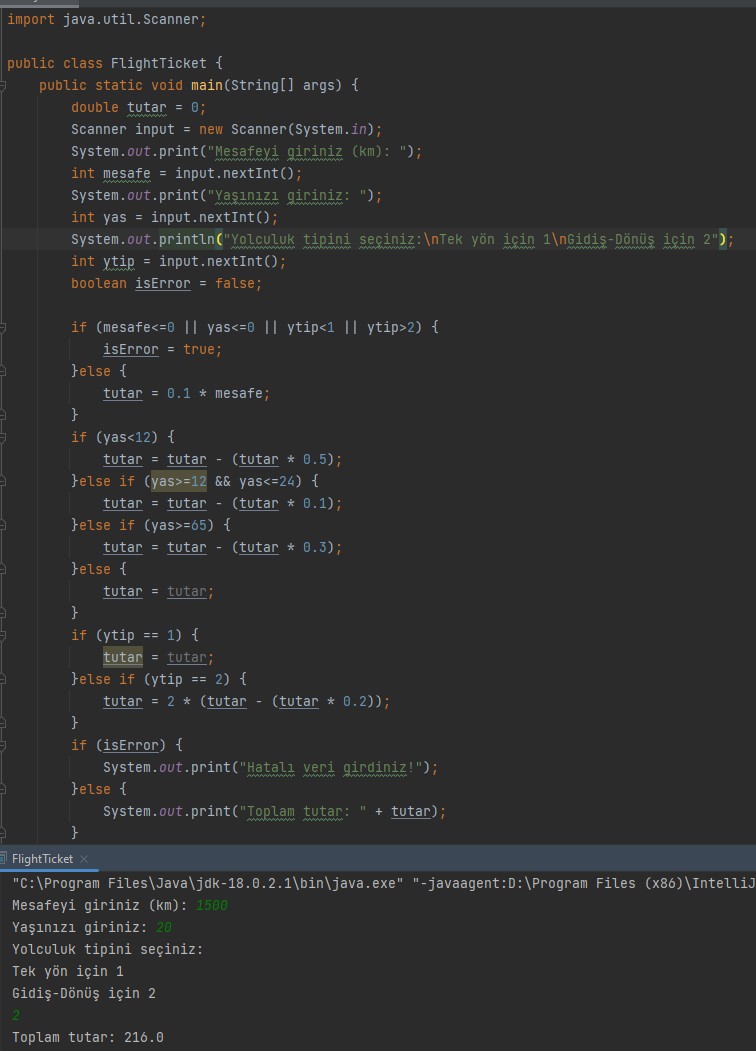 import java.util.Scanner;
public class FlightTicket {
public static void main(String[] args) {
double tutar = 0;
Scanner input = new Scanner(System.in);
System.out.print("Mesafeyi giriniz (km): ");
int mesafe = input.nextInt();
System.out.print("Yaşınızı giriniz: ");
int yas = input.nextInt();
System.out.println("Yolculuk tipini seçiniz:\nTek yön için 1\nGidiş-Dönüş için 2");
int ytip = input.nextInt();
boolean isError = false;
if (mesafe<=0 || yas<=0 || ytip<1 || ytip>2) {
isError = true;
}else {
tutar = 0.1 * mesafe;
}
if (yas<12) {
tutar = tutar - (tutar * 0.5);
}else if (yas>=12 && yas<=24) {
tutar = tutar - (tutar * 0.1);
}else if (yas>=65) {
tutar = tutar - (tutar * 0.3);
}else {
tutar = tutar;
}
if (ytip == 1) {
tutar = tutar;
}else if (ytip == 2) {
tutar = 2 * (tutar - (tutar * 0.2));
}
if (isError) {
System.out.print("Hatalı veri girdiniz!");
}else {
System.out.print("Toplam tutar: " + tutar);
}
FlightTicket
"C:\Program Files\Java\jdk-18.0.2.1\bin\java.exe" "-javaagent:D:\Program Files (x86)\IntelliJ
Mesafeyi giriniz (km): 1500
Yaşınızı giriniz: 20
Yolculuk tipini seçiniz:
Tek yön için 1
Gidiş-Dönüş için 2
2
Toplam tutar: 216.0